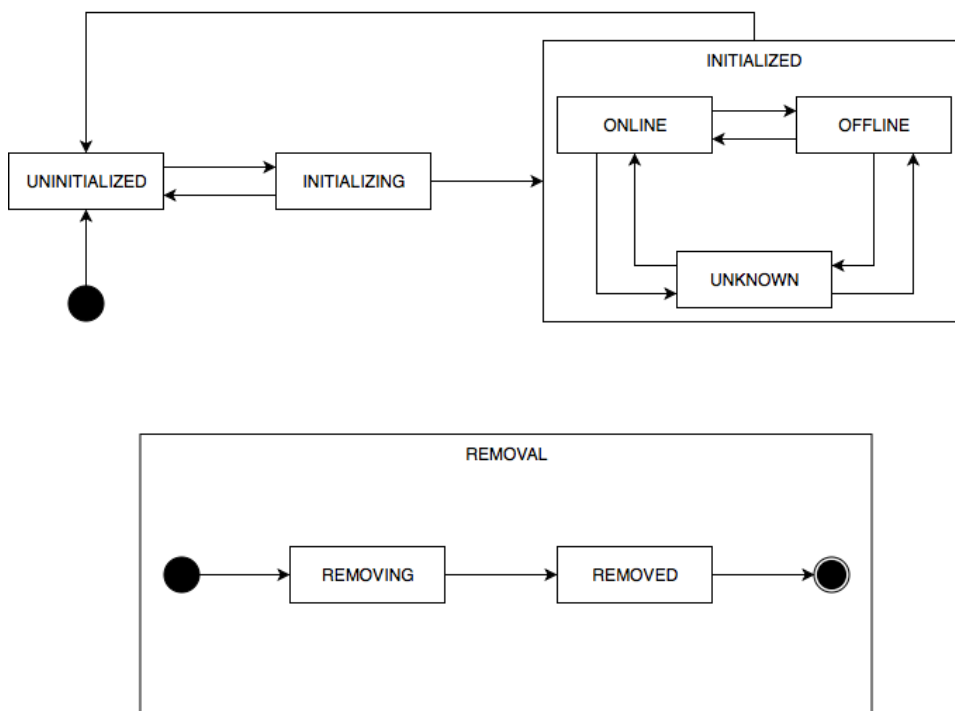 INITIALIZED
ONLINE
OFFLINE
UNINITIALIZED
INITIALIZING
UNKNOWN
REMOVAL
REMOVING
REMOVED